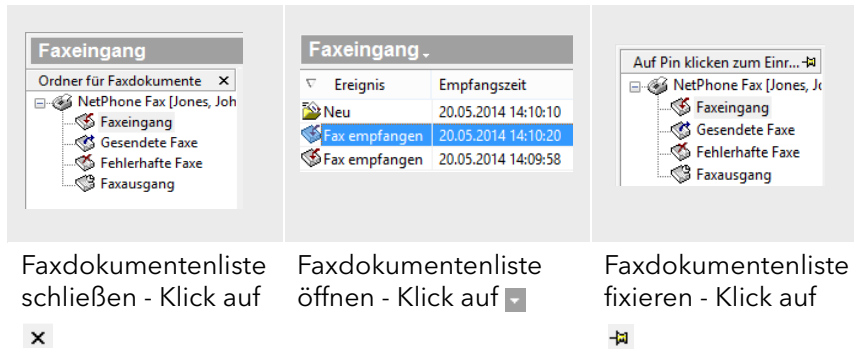 Faxeingang
Ordner für Faxdokumente
NetPhone Fax [Jones, Joh
Faxeingang
Gesendete Faxe
Fehlerhafte Faxe
Faxausgang
Faxdokumentenliste
schließen - Klick auf
Faxeingang
Ereignis Empfangszeit
Neu 20.05.2014 14:10:10
Fax empfangen 20.05.2014 14:10:20
Fax empfangen 20.05.2014 14:09:58
Faxdokumentenliste
öffnen - Klick auf
Auf Pin klicken zum Einr...
NetPhone Fax [Jones, Jo
Faxeingang
Gesendete Faxe
Fehlerhafte Faxe
Faxausgang
Faxdokumentenliste
fixieren - Klick auf